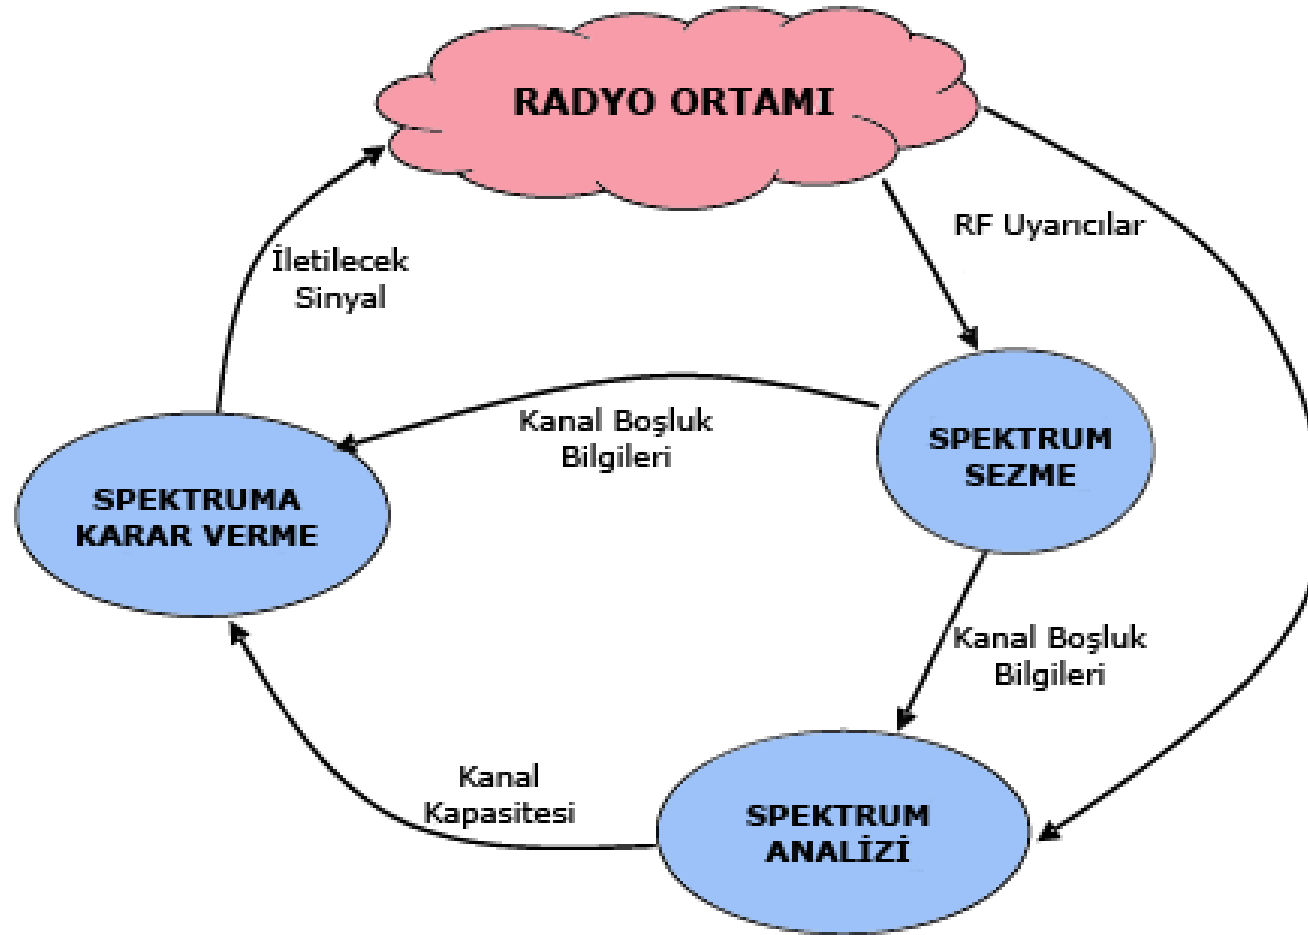 RADYO ORTAMI
RF Uyarıcılar
İletilecek
Sinyal
Kanal Boşluk
Bilgileri
SPEKTRUM
SEZME
SPEKTRUMA
KARAR VERME
Kanal Boşluk
Bilgileri
Kanal
Kapasitesi
SPEKTRUM
ANALİZİ